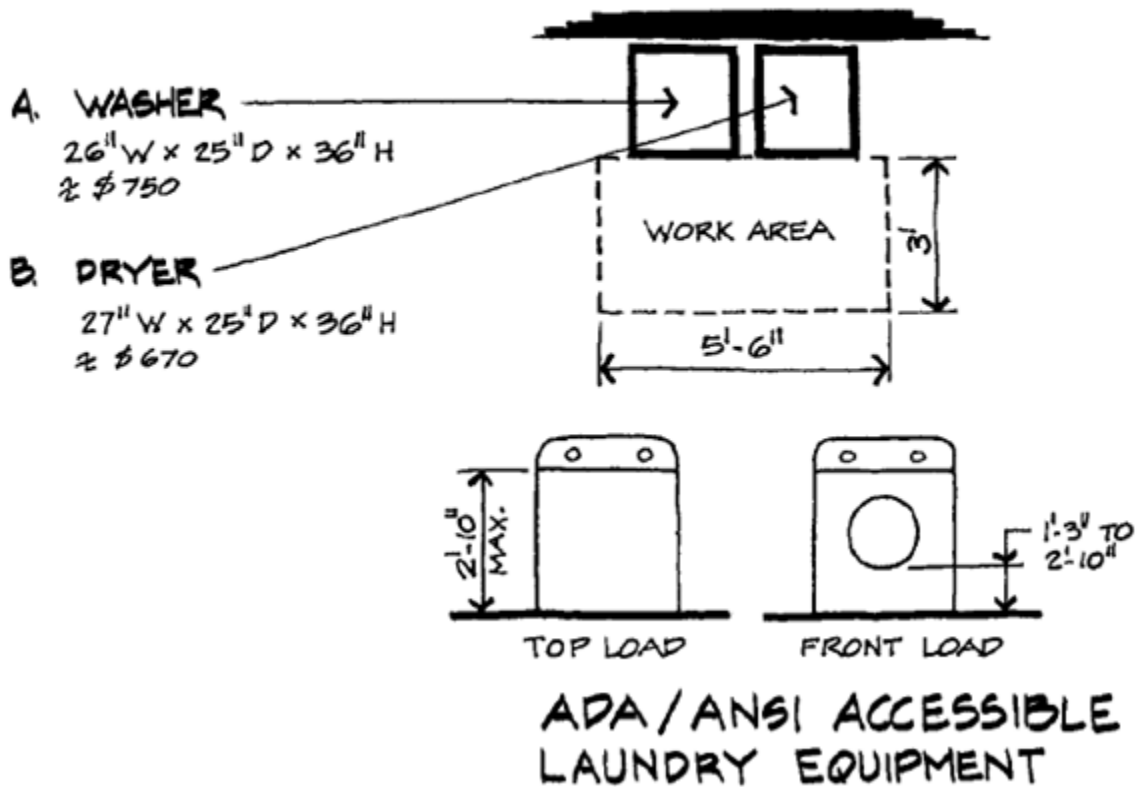 A. WASHER
26" W x 25" D x 36" H
≈ $750
B. DRYER
27" W x 25" D x 36" H
≈ $670
WORK AREA
3'
5'-6"
2'-10"
MAX.
1'-3" TO
2'-10"
TOP LOAD
FRONT LOAD
ADA/ANSI ACCESSIBLE
LAUNDRY EQUIPMENT